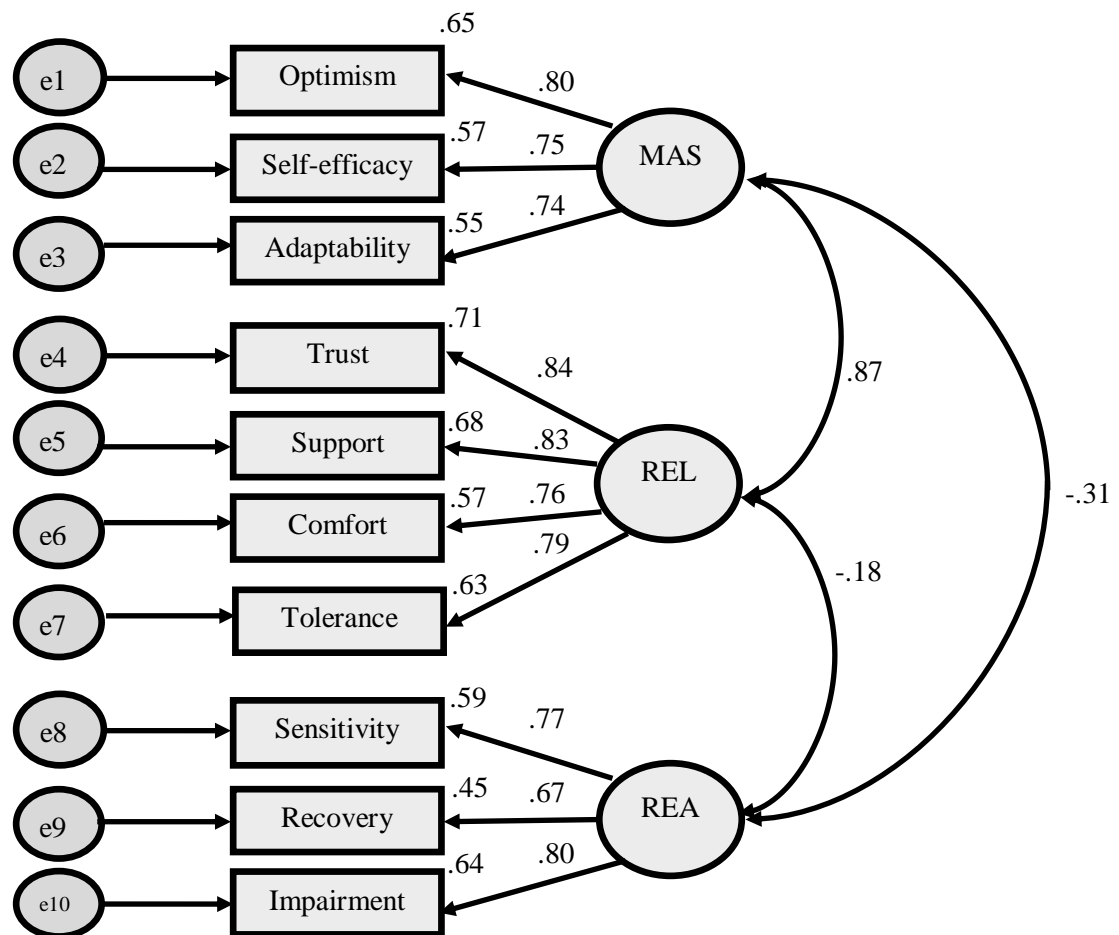 .65
e1
Optimism
.80
e2
Self-efficacy
.57
.75
MAS
e3
Adaptability
.55
.74
e4
Trust
.71
.84
.87
e5
Support
.68
.83
REL
e6
Comfort
.57
.76
-.31
e7
Tolerance
.63
.79
-.18
e8
Sensitivity
.59
.77
e9
Recovery
.45
.67
REA
e10
Impairment
.64
.80